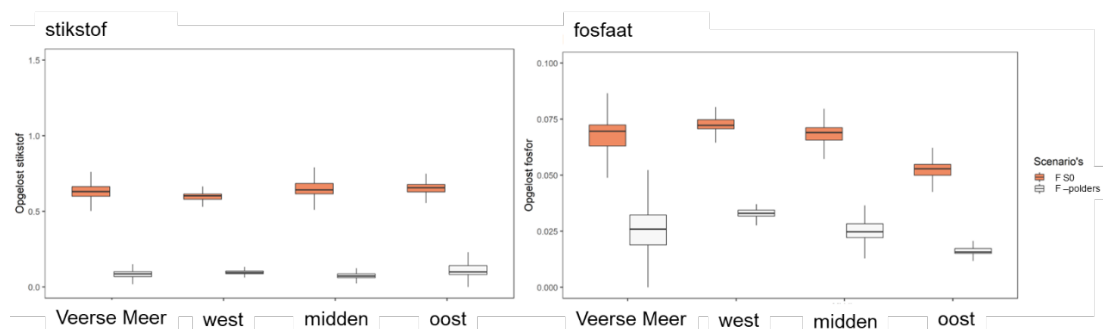 stikstof
fosfaat
Opgelost stikstof
1.5
1.0
0.5
0.0
Veerse Meer
west
midden
oost
Opgelost fosfor
0.100
0.075
0.050
0.025
0.000
Veerse Meer
west
midden
oost
Scenario's
F S0
F –polders